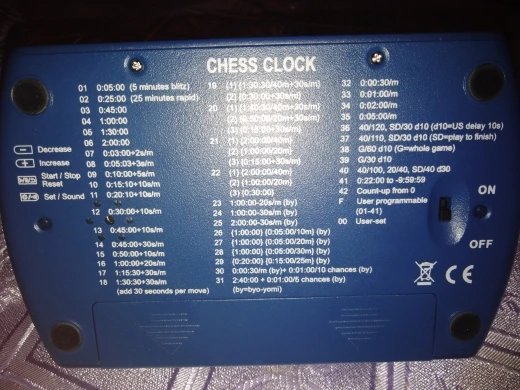 CHESS CLOCK
01 0:05:00 (5 minutes blitz)
02 0:25:00 (25 minutes rapid)
03 0:45:00
04 1:00:00
05 1:30:00
06 2:00:00
07 0:03:00+2s/m
08 0:05:03+3s/m
09 0:10:00+5s/m
10 0:15:10+10s/m
11 0:20:10+10s/m
12 0:30:00+10s/m
13 0:45:00+10s/m
14 0:45:00+30s/m
15 0:50:00+10s/m
16 1:00:00+20s/m
17 1:15:30+30s/m
18 1:30:30+30s/m
(add 30 seconds per move)
Decrease
Increase
Start / Stop
Reset
Set / Sound
19 (1) {1:30:30/40m+30s/m}
(2) {0:30:00+30s/m}
20 (1) {1:40:30/40m+30s/m}
(2) {0:50:00/20m+30s/m}
(3) {0:15:00+30s/m}
21 (1) {2:00:00/40m}
(2)
(3) {0:15:00+30s/m}
22 (1) {2:00:00/40m}
(2) {1:00:00/20m}
(3) {0:30:00}
23 1:00:00-20s/m (by)
24 1:00:00-30s/m (by)
25 2:00:00-30s/m (by)
26 {1:00:00} {0:05:00/10m} (by)
27 {1:00:00} {0:05:00/15m} (by)
28 {1:00:00} {0:05:00/20m} (by)
29 {0:20:00} {0:15:00/25m} (by)
30 0:00:30/m (by)+ 0:01:00/10 chances (by)
31 2:40:00 + 0:01:00/5 chances (by)
(by=byo-yomi)
32 0:00:30/m
33 0:01:00/m
34 0:02:00/m
35 0:05:00/m
36 40/120, SD/30 d10 (d10=US delay 10s)
37 40/110, SD/30 d10 (SD=play to finish)
38 G/60 d10 (G=whole game)
39 G/30 d10
40 40/100, 20/40, SD/40 d30
41 0:22:00 to -9:59:59
42 Count-up from 0
F User programmable
(01-41)
00 User-set
ON
OFF
CE